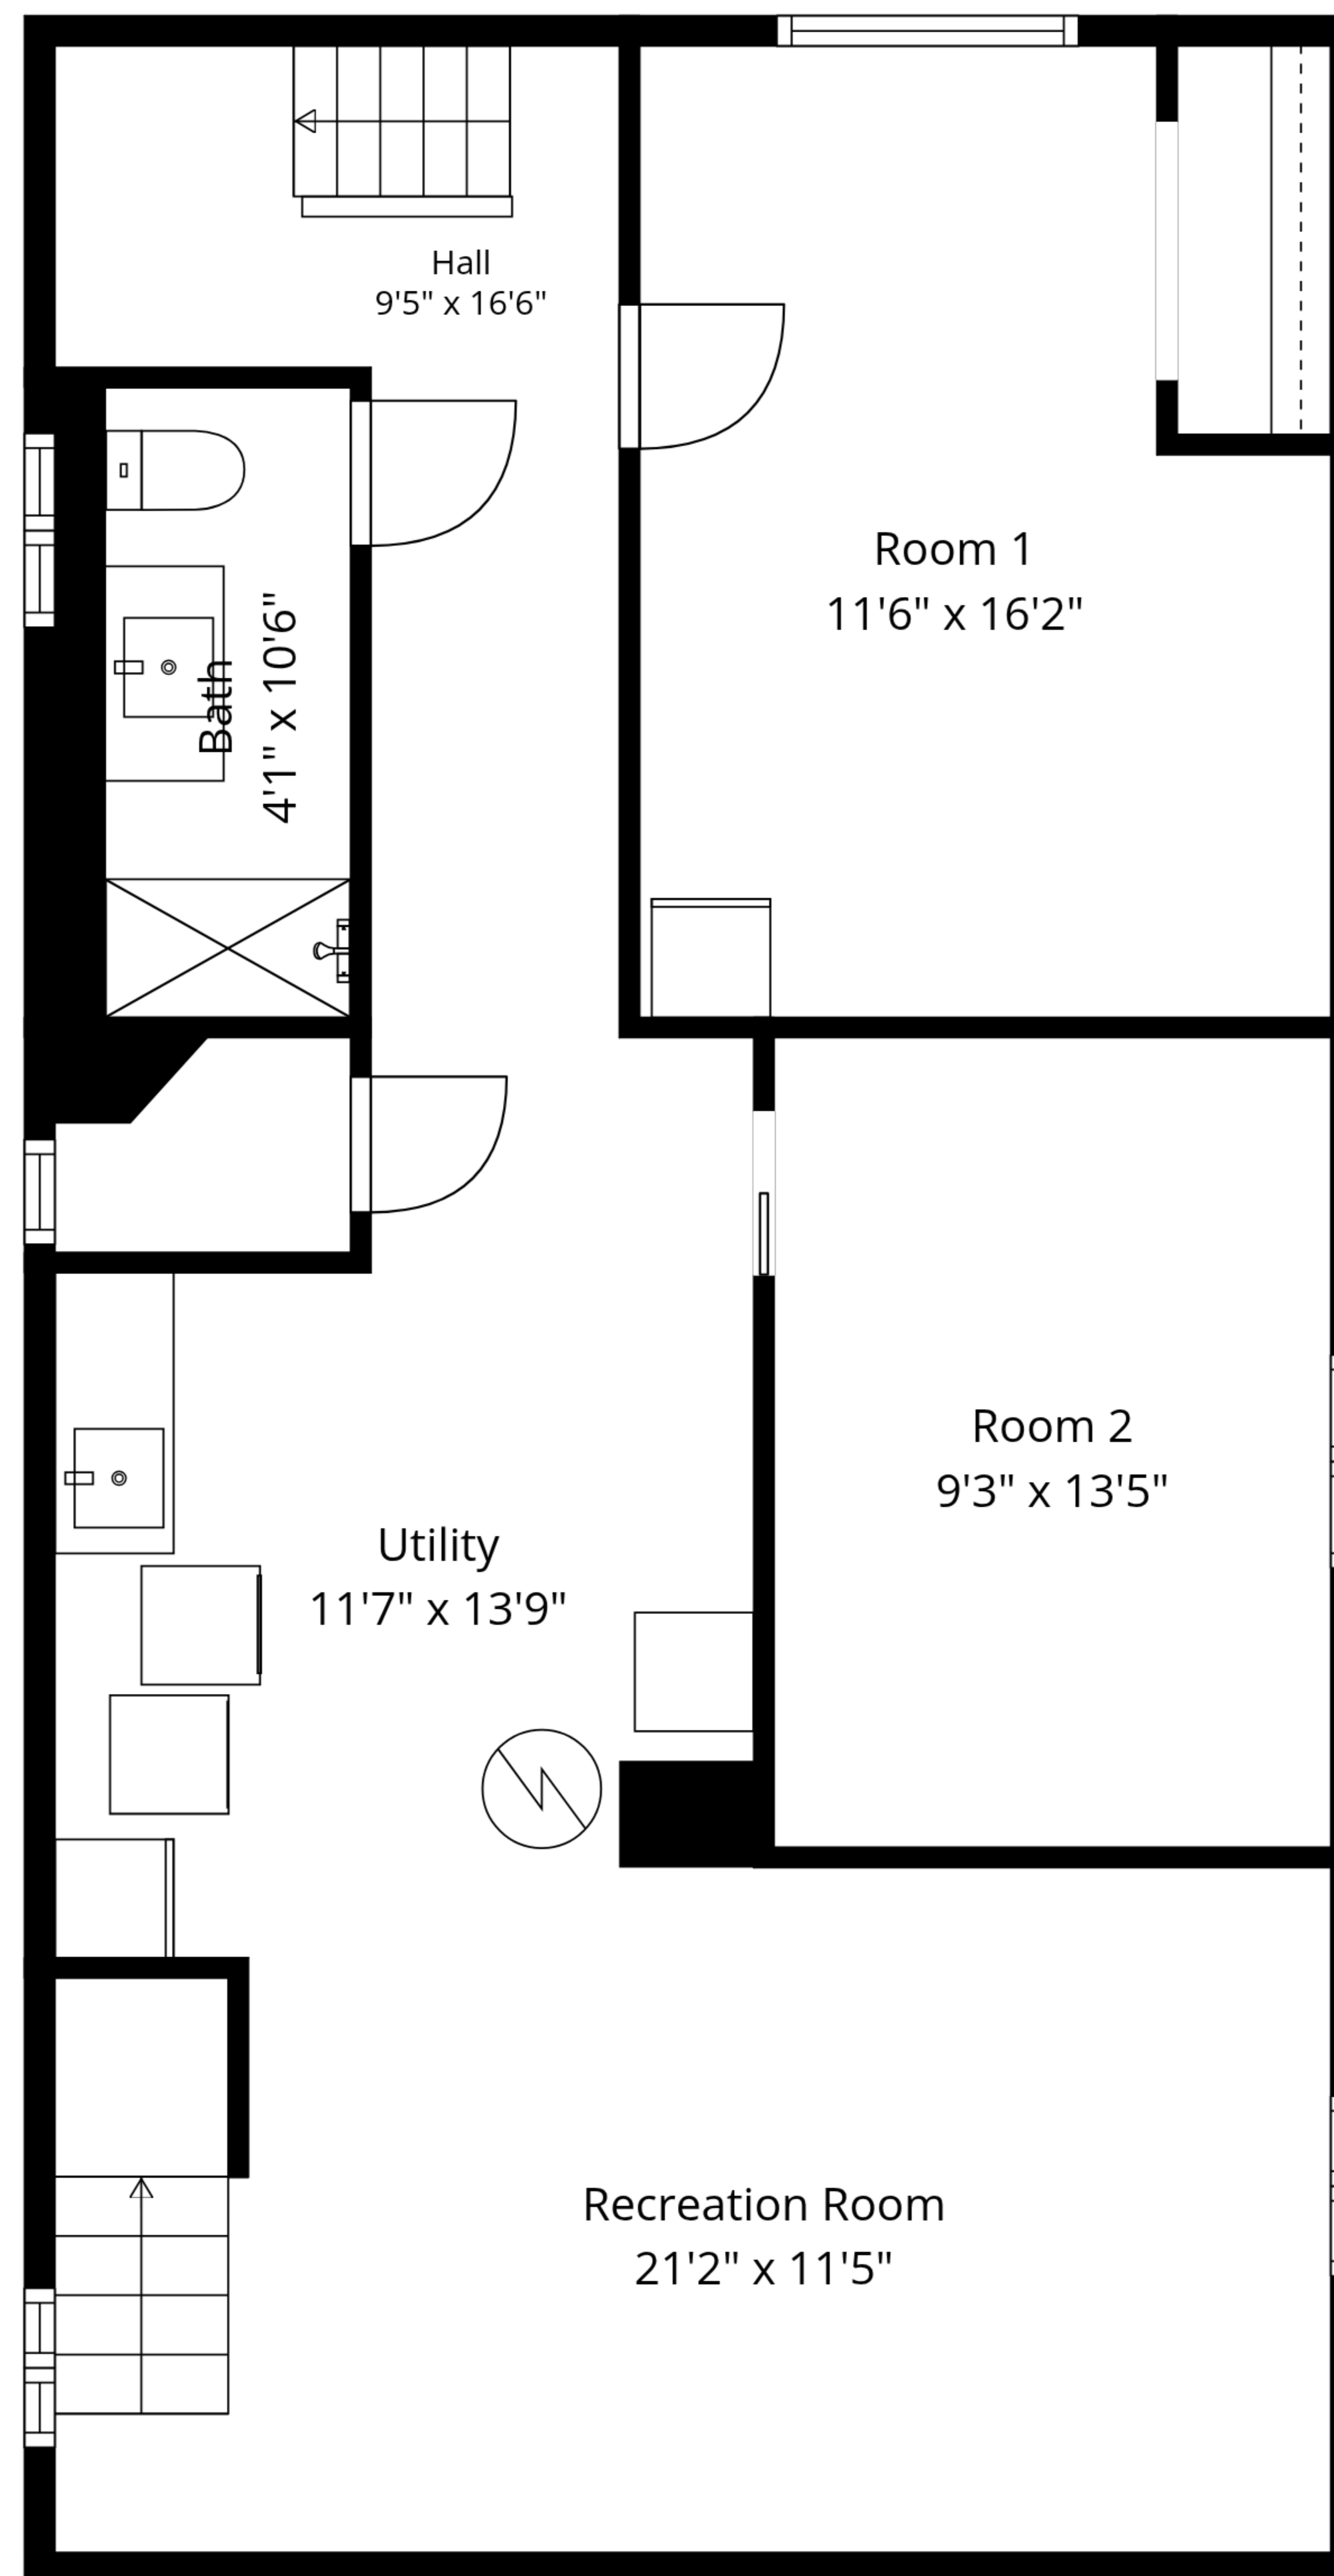 Hall
9'5" x 16'6"
Room 1
11'6" x 16'2"
Bath
4'1" x 10'6"
Room 2
9'3" x 13'5"
Utility
11'7" x 13'9"
Recreation Room
21'2" x 11'5"